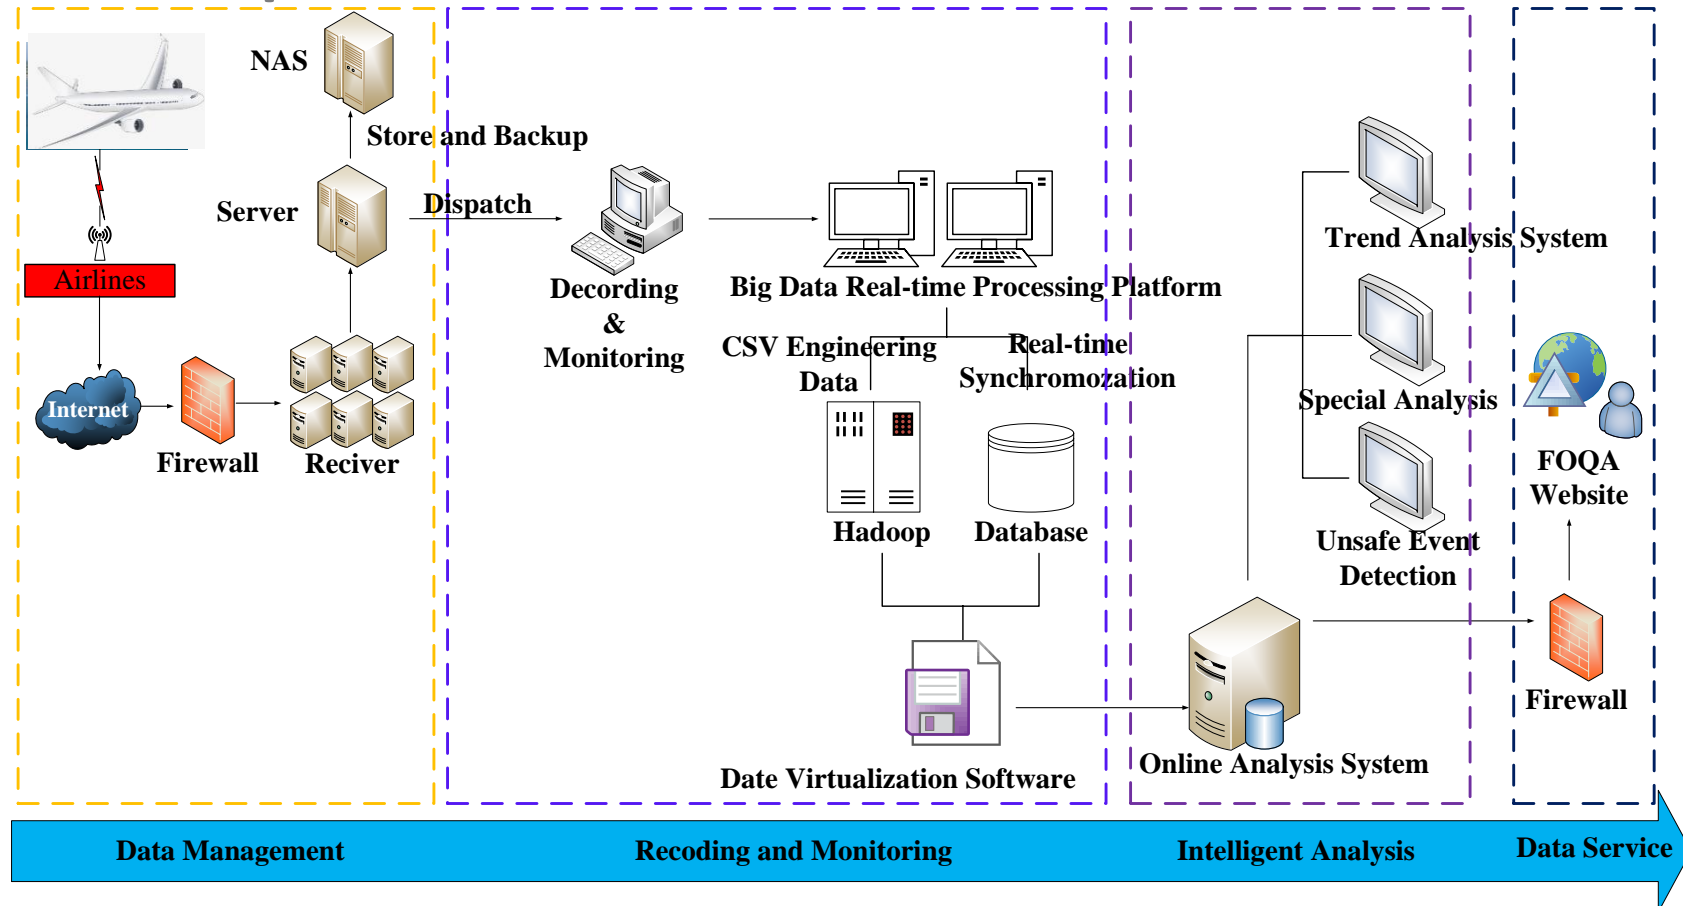 NAS
Store and Backup
Server
Dispatch
Airlines
Internet
Firewall
Reciver
Decording
&
Monitoring
Big Data Real-time Processing Platform
CSV Engineering
Data
Real-time
Synchromozation
Hadoop
Database
Date Virtualization Software
Trend Analysis System
Special Analysis
Unsafe Event
Detection
Online Analysis System
FOQA
Website
Firewall
Data Management
Recoding and Monitoring
Intelligent Analysis
Data Service